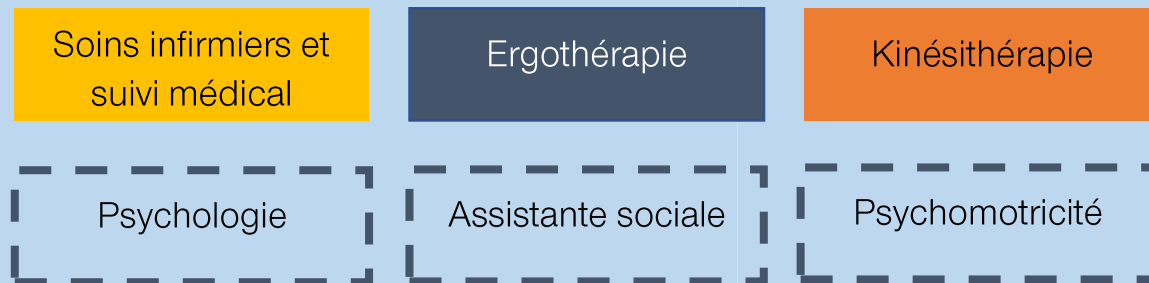 Soins infirmiers et
suivi médical
Ergothérapie
Kinésithérapie
Psychologie
Assistante sociale
Psychomotricité